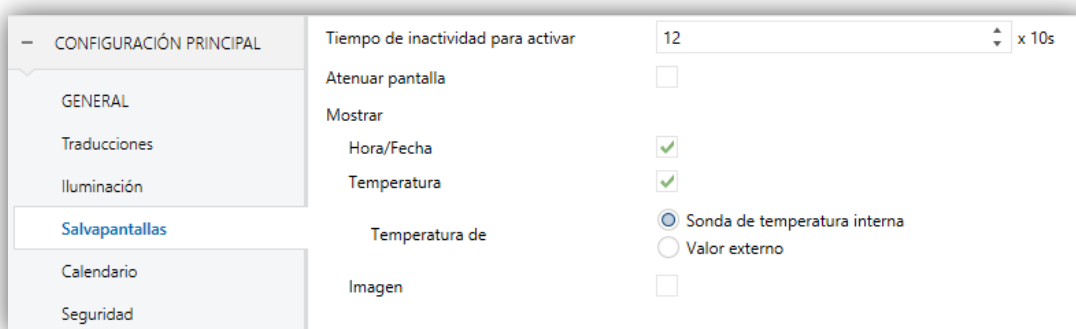 CONFIGURACIÓN PRINCIPAL
GENERAL
Traducciones
Iluminación
Salvapantallas
Calendario
Seguridad
Tiempo de inactividad para activar 12 x 10s
Atenuar pantalla
Mostrar
Hora/Fecha
Temperatura
Temperatura de
Sonda de temperatura interna
Valor externo
Imagen